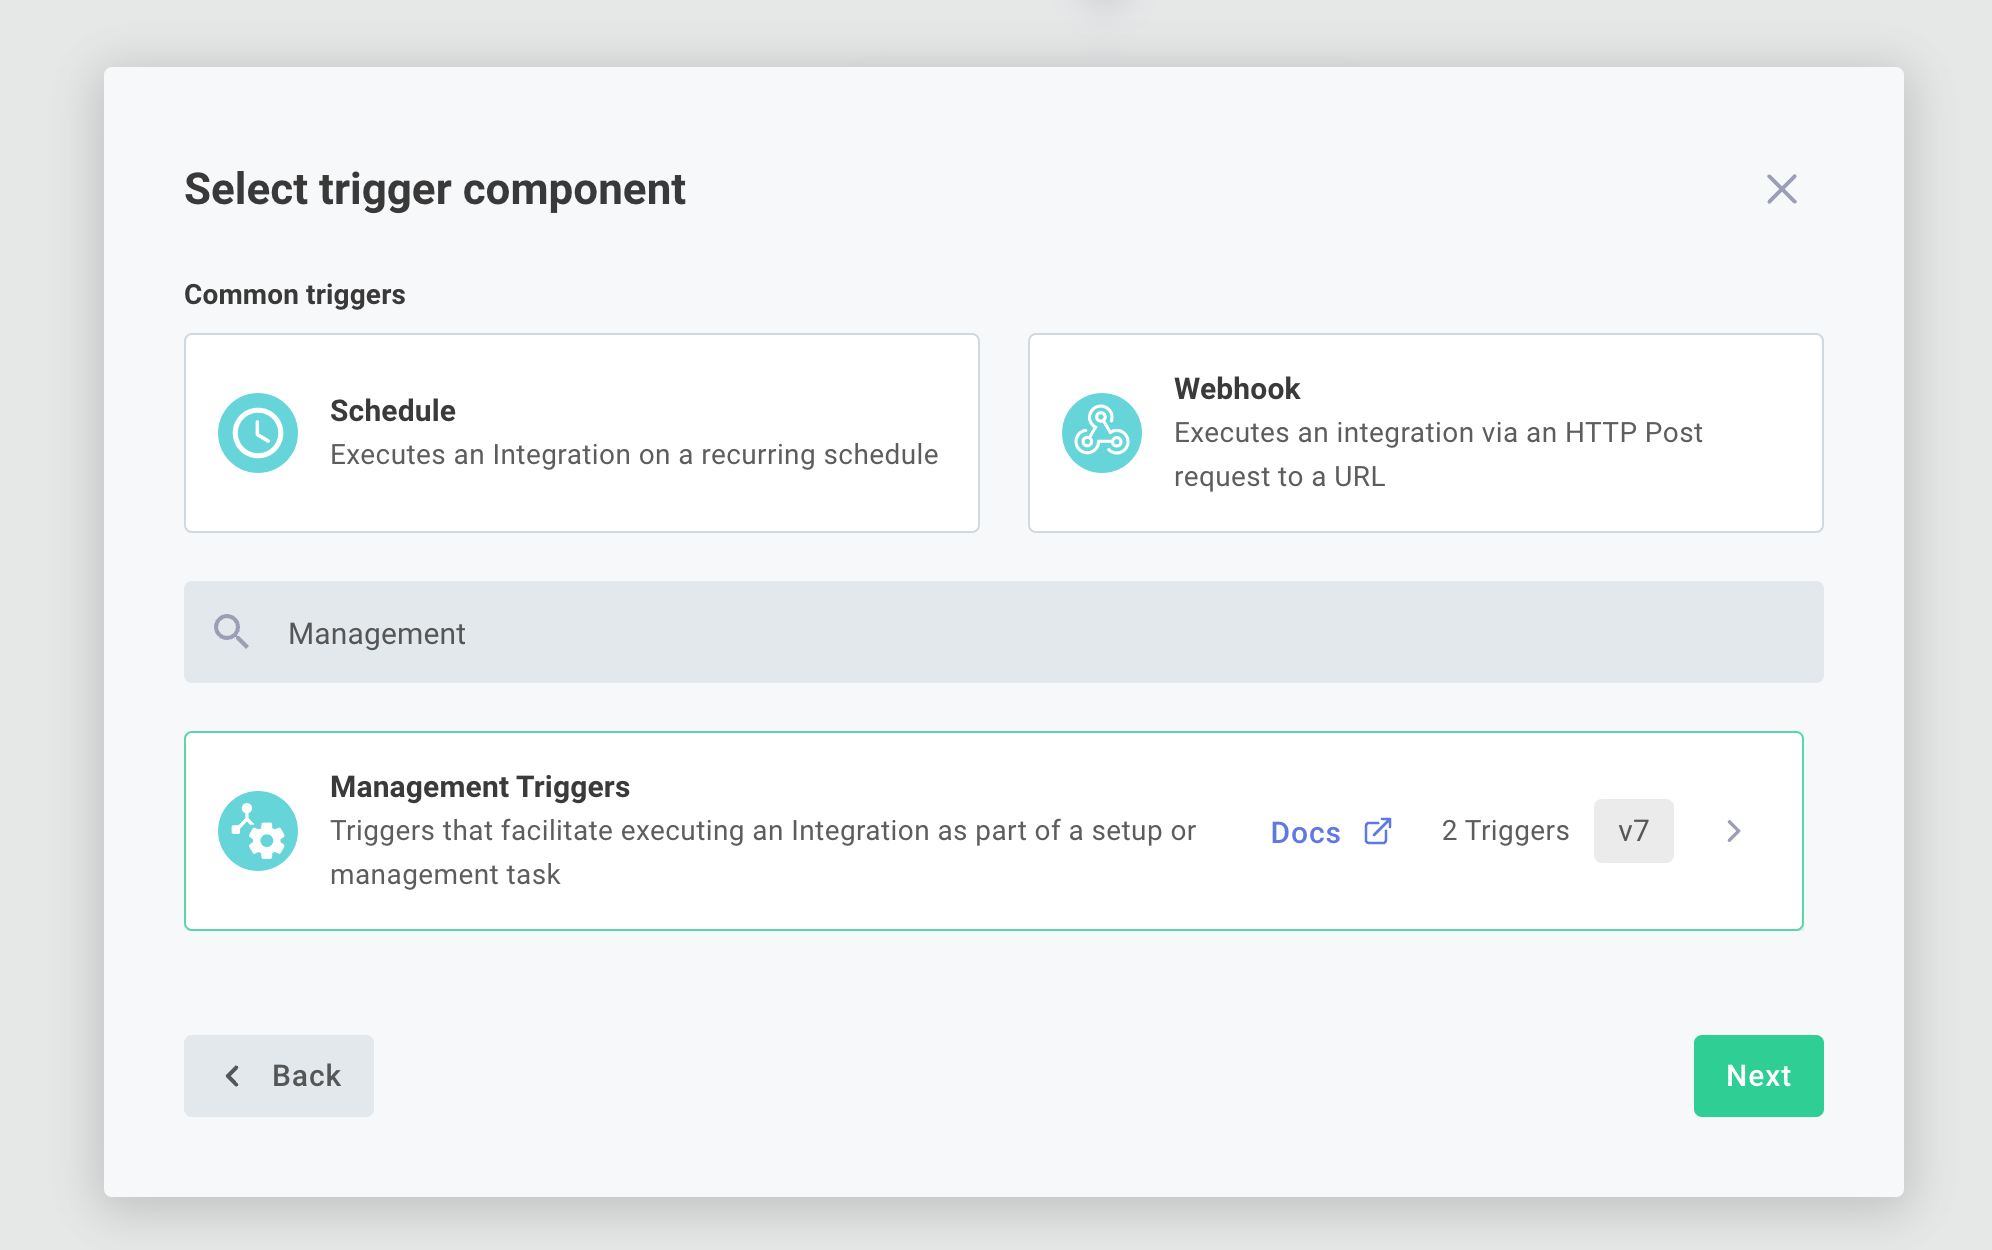 Select trigger component
Common triggers
Schedule
Executes an Integration on a recurring schedule
Webhook
Executes an integration via an HTTP Post
request to a URL
Management
Management Triggers
Triggers that facilitate executing an Integration as part of a setup or
management task
Docs
2 Triggers
v7
Back
Next